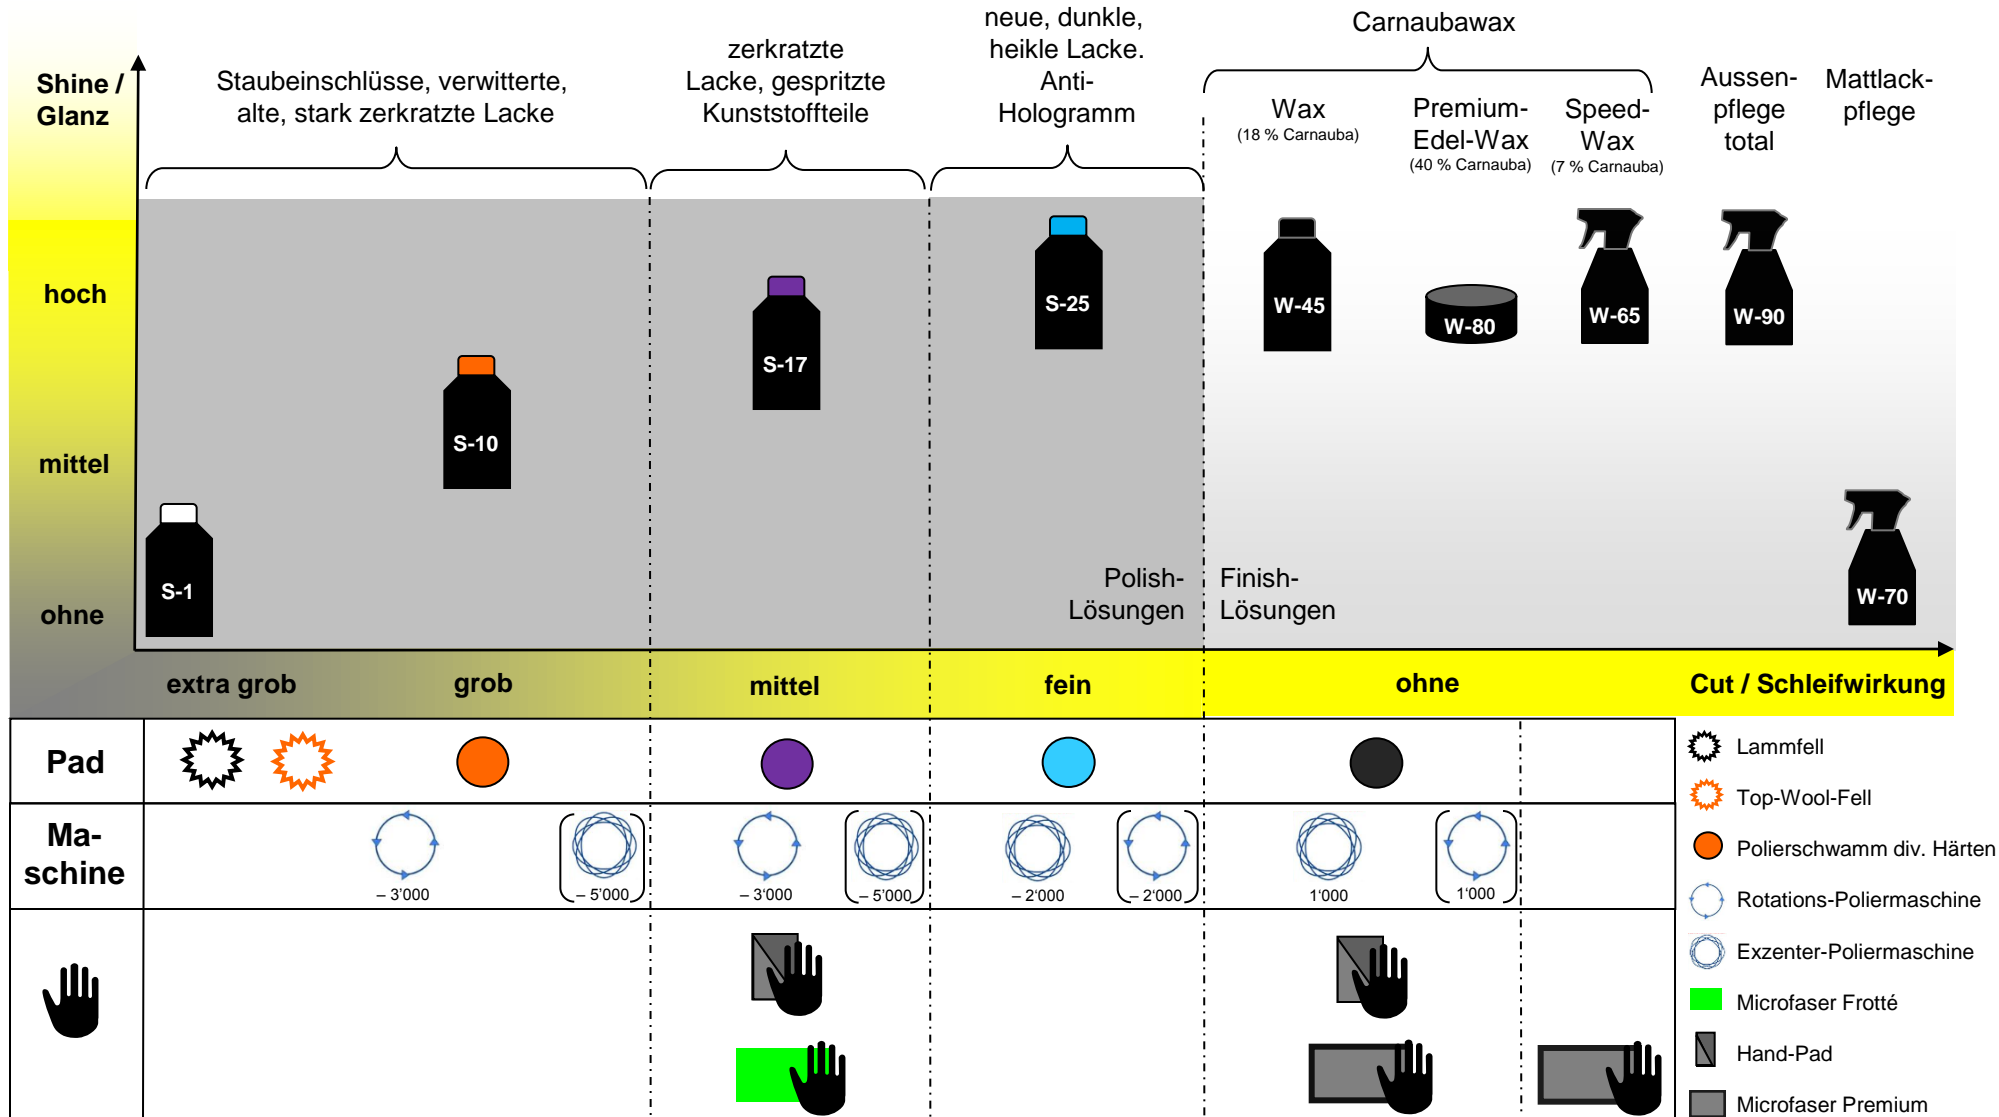 Shine /
Glanz
Staubeinschlüsse, verwitterte,
alte, stark zerkratzte Lacke
zerkratzte
Lacke, gespritzte
Kunststoffteile
neue, dunkle,
heikle Lacke.
Anti-
Hologramm
Carnaubawax
Wax
(18 % Carnauba)
Premium-
Edel-Wax
(40 % Carnauba)
Speed-
Wax
(7 % Carnauba)
Aussen-
pflege
total
Mattlack-
pflege
hoch
mittel
ohne
S-1
S-10
S-17
S-25
W-45
W-80
W-65
W-90
W-70
Polish-
Lösungen
Finish-
Lösungen
extra grob
grob
mittel
fein
ohne
Cut / Schleifwirkung
Pad
Ma-
schine
– 3’000
– 5’000
– 3’000
– 5’000
– 2‘000
– 2’000
1‘000
1‘000
Lammfell
Top-Wool-Fell
Polierschwamm div. Härten
Rotations-Poliermaschine
Exzenter-Poliermaschine
Microfaser Frotté
Hand-Pad
Microfaser Premium